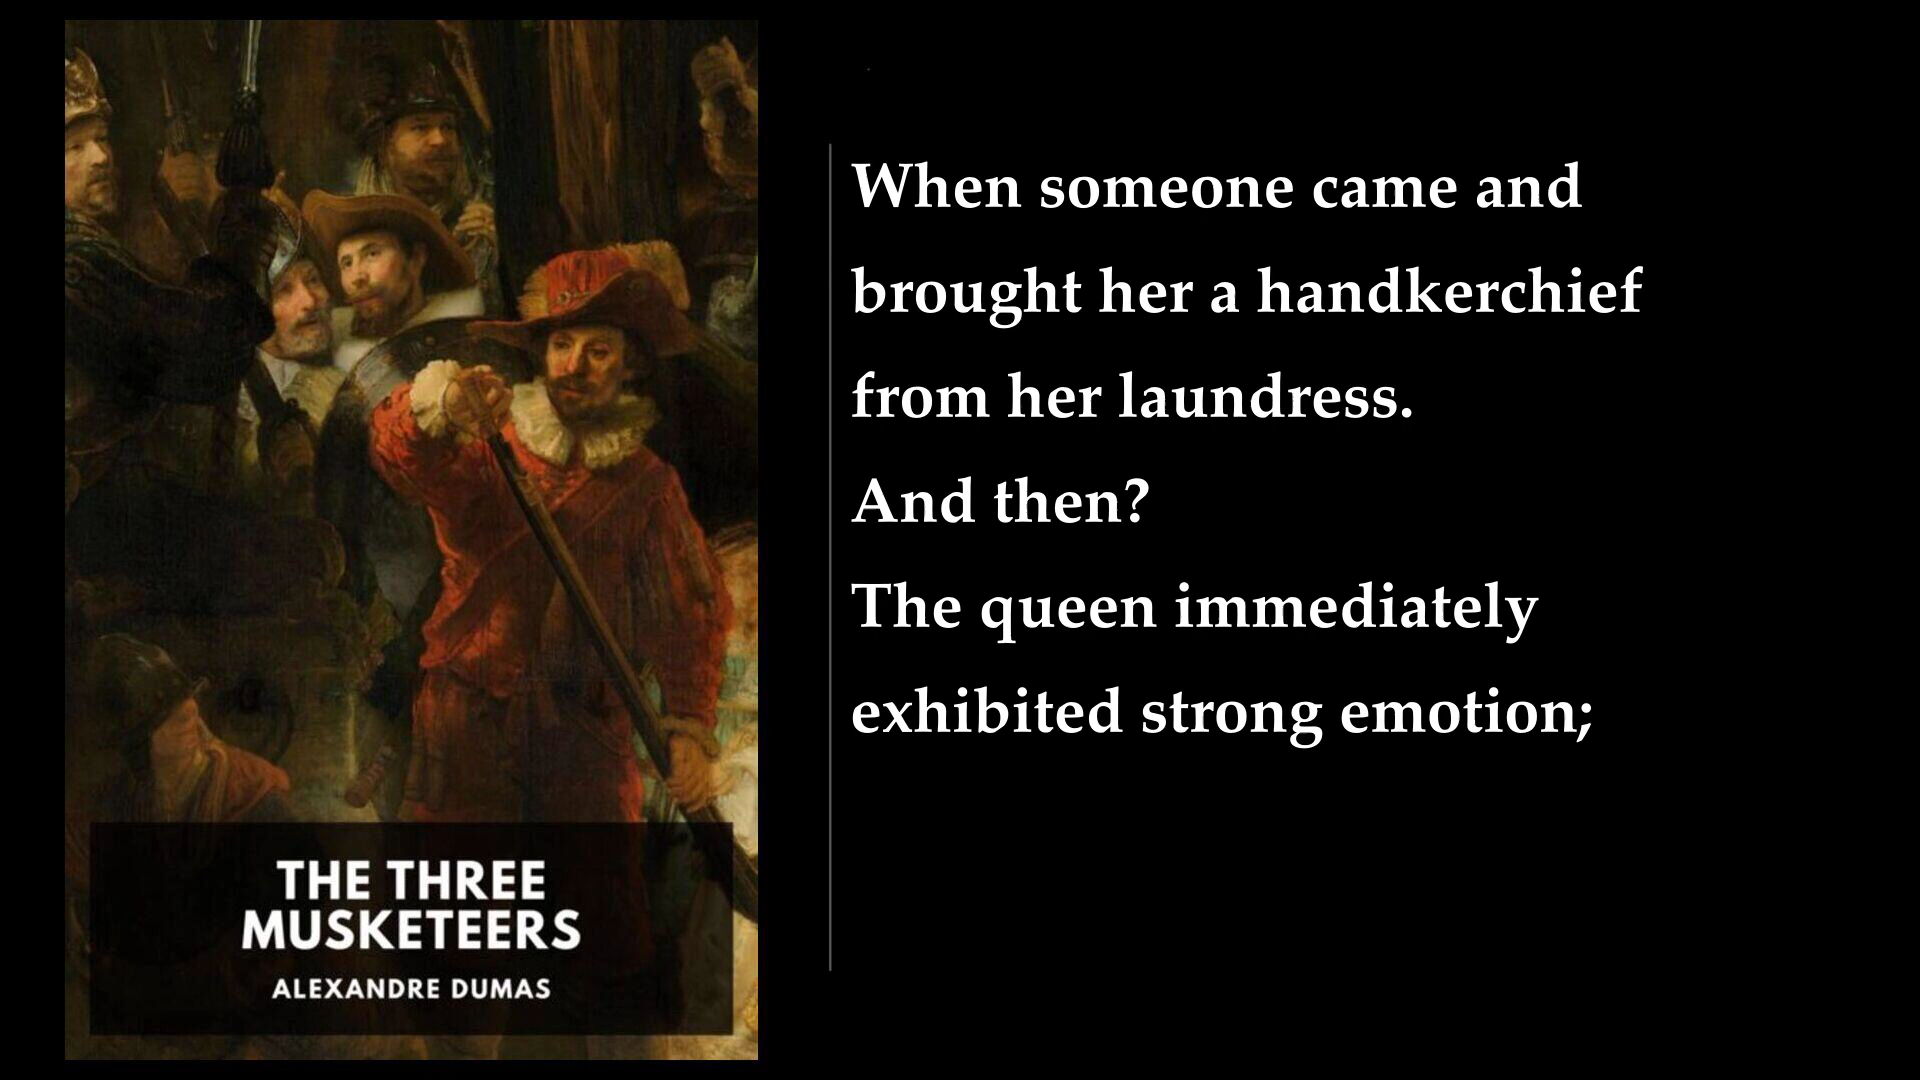 THE THREE
MUSKETEERS
ALEXANDRE DUMAS
When someone came and
brought her a handkerchief
from her laundress.
And then?
The queen immediately
exhibited strong emotion;